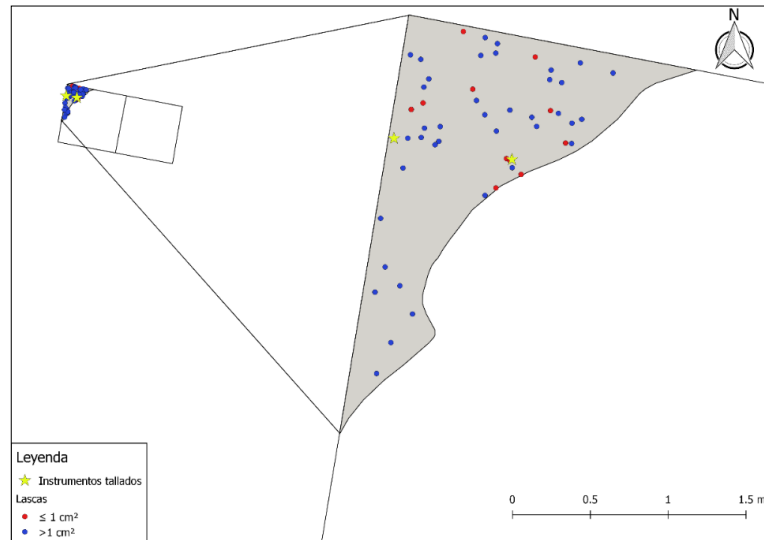 N
Leyenda
Instrumentos tallados
Lascas
≤ 1 cm²
>1 cm²
0 0.5 1 1.5 m